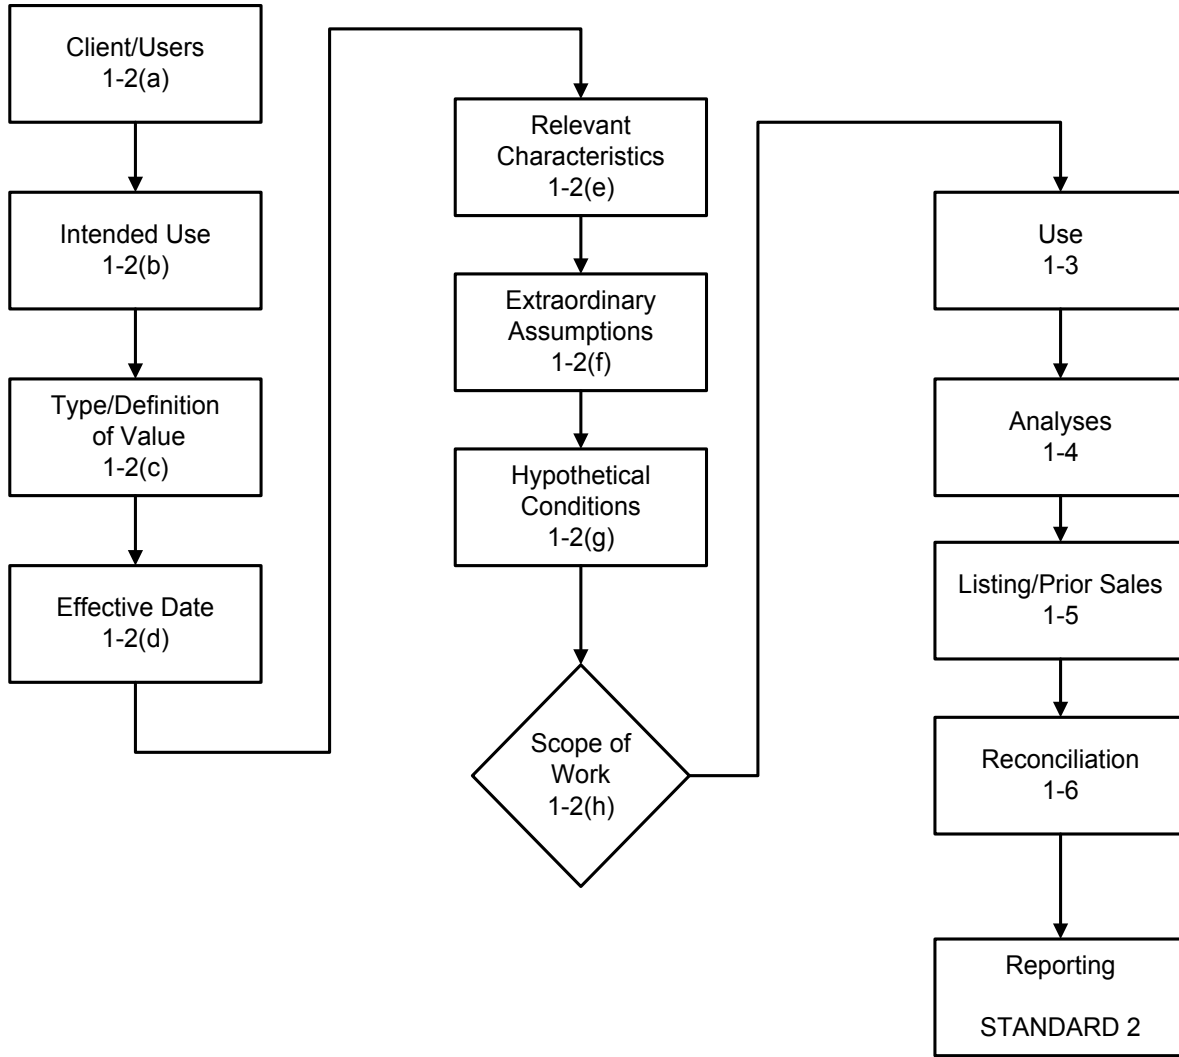 Client/Users
1-2(a)
Intended Use
1-2(b)
Type/Definition
of Value
1-2(c)
Effective Date
1-2(d)
Relevant
Characteristics
1-2(e)
Extraordinary
Assumptions
1-2(f)
Hypothetical
Conditions
1-2(g)
Scope of
Work
1-2(h)
Use
1-3
Analyses
1-4
Listing/Prior Sales
1-5
Reconciliation
1-6
Reporting
STANDARD 2